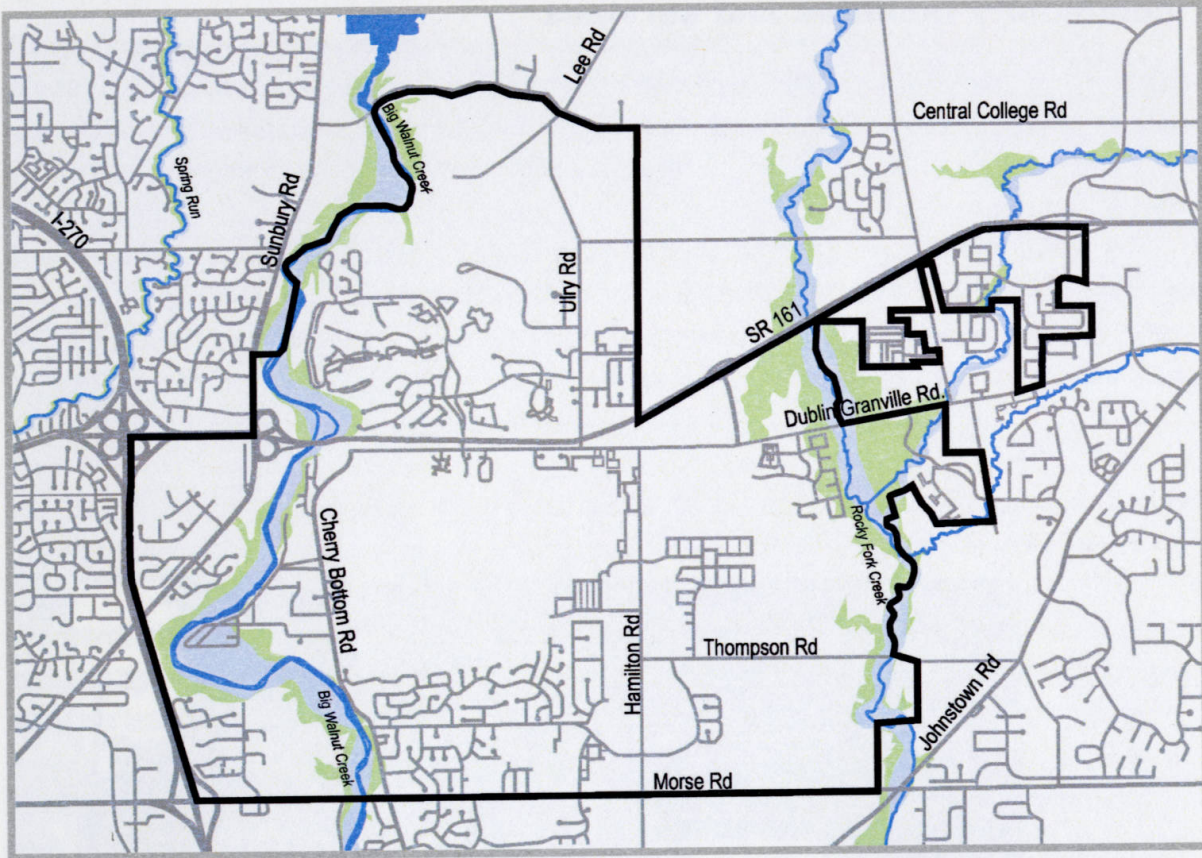 Lee Rd
Central College Rd
Big Walnut Creek
Spring Run
Sunbury Rd
I-270
Ulry Rd
SR 161
Dublin Granville Rd.
Rocky Fork Creek
Cherry Bottom Rd
Hamilton Rd
Thompson Rd
Johnstown Rd
Big Walnut Creek
Morse Rd